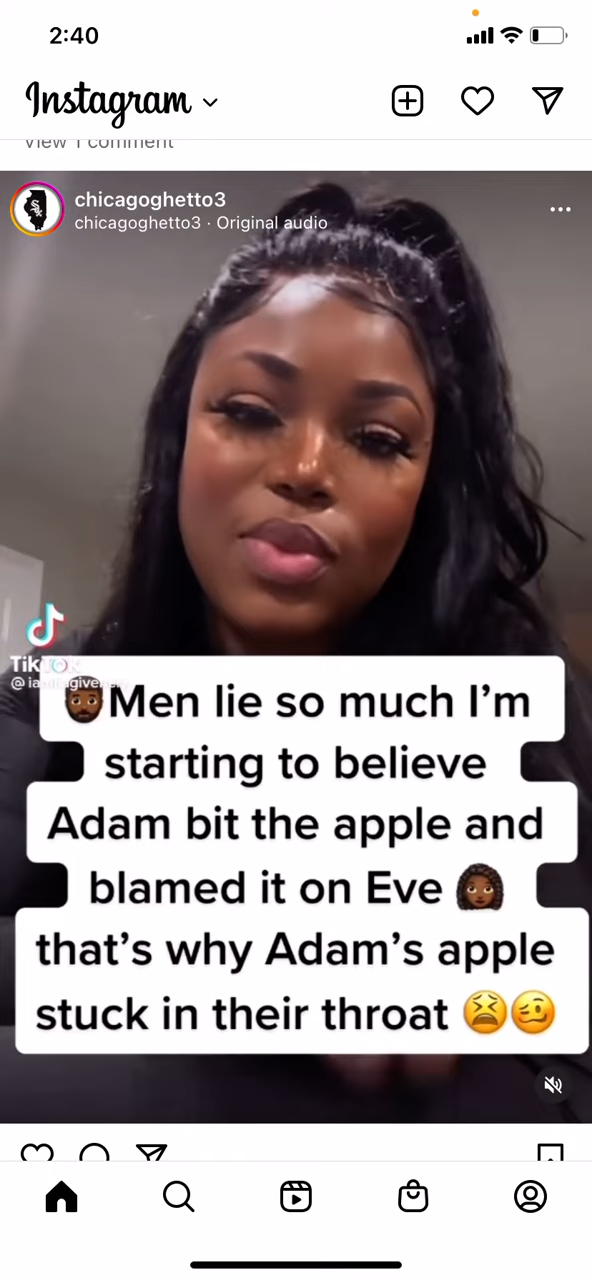 2:40
Instagram
View 1 comment
chicagoghetto3
chicagoghetto3 · Original audio
TikTok
🧔🏾‍♂️Men lie so much I’m
starting to believe
Adam bit the apple and
blamed it on Eve 👩🏾‍🦱
that’s why Adam’s apple
stuck in their throat 😫🥴